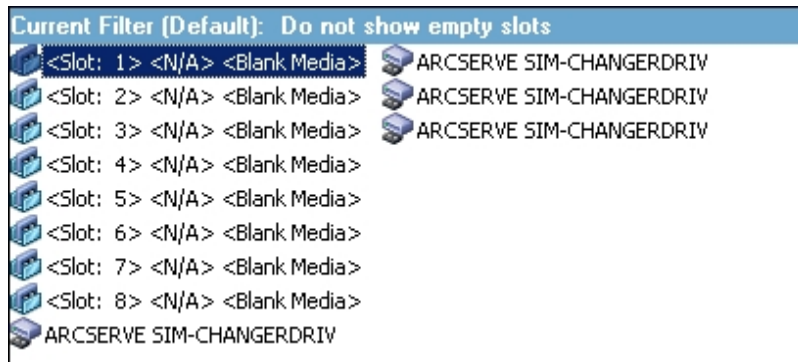 Current Filter (Default): Do not show empty slots
<Slot: 1> <N/A> <Blank Media>
<Slot: 2> <N/A> <Blank Media>
<Slot: 3> <N/A> <Blank Media>
<Slot: 4> <N/A> <Blank Media>
<Slot: 5> <N/A> <Blank Media>
<Slot: 6> <N/A> <Blank Media>
<Slot: 7> <N/A> <Blank Media>
<Slot: 8> <N/A> <Blank Media>
ARCSERVE SIM-CHANGERDRIV
ARCSERVE SIM-CHANGERDRIV
ARCSERVE SIM-CHANGERDRIV
ARCSERVE SIM-CHANGERDRIV